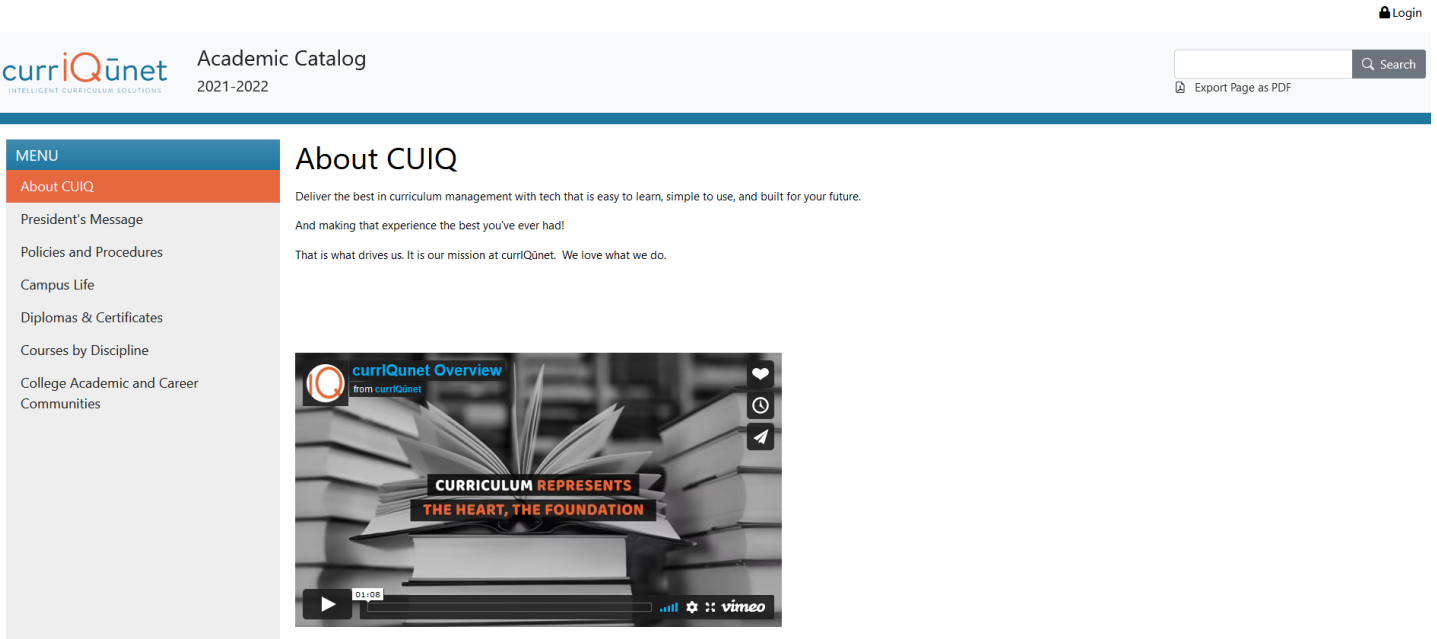 Login
currIQūnet
INTELLIGENT CURRICULUM SOLUTIONS
Academic Catalog
2021-2022
Search
Export Page as PDF
MENU
About CUIQ
President's Message
Policies and Procedures
Campus Life
Diplomas & Certificates
Courses by Discipline
College Academic and Career
Communities
About CUIQ
Deliver the best in curriculum management with tech that is easy to learn, simple to use, and built for your future.
And making that experience the best you've ever had!
That is what drives us. It is our mission at currIQūnet.  We love what we do.
IQ
currIQunet Overview
from currIQūnet
CURRICULUM REPRESENTS
THE HEART, THE FOUNDATION
01:08
vimeo